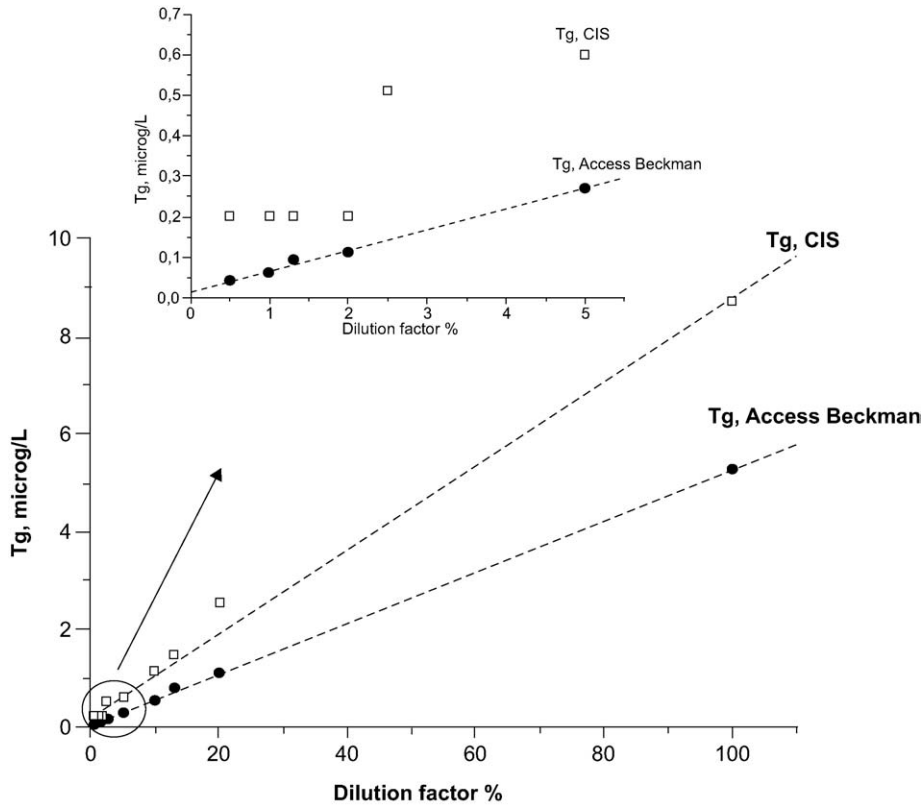 0,7
0,6
0,5
0,4
0,3
0,2
0,1
0,0
Tg, microg/L
Tg, CIS
Tg, Access Beckman
0 1 2 3 4 5
Dilution factor %
10
8
6
4
2
0
Tg, microg/L
Tg, CIS
Tg, Access Beckman
0 20 40 60 80 100
Dilution factor %